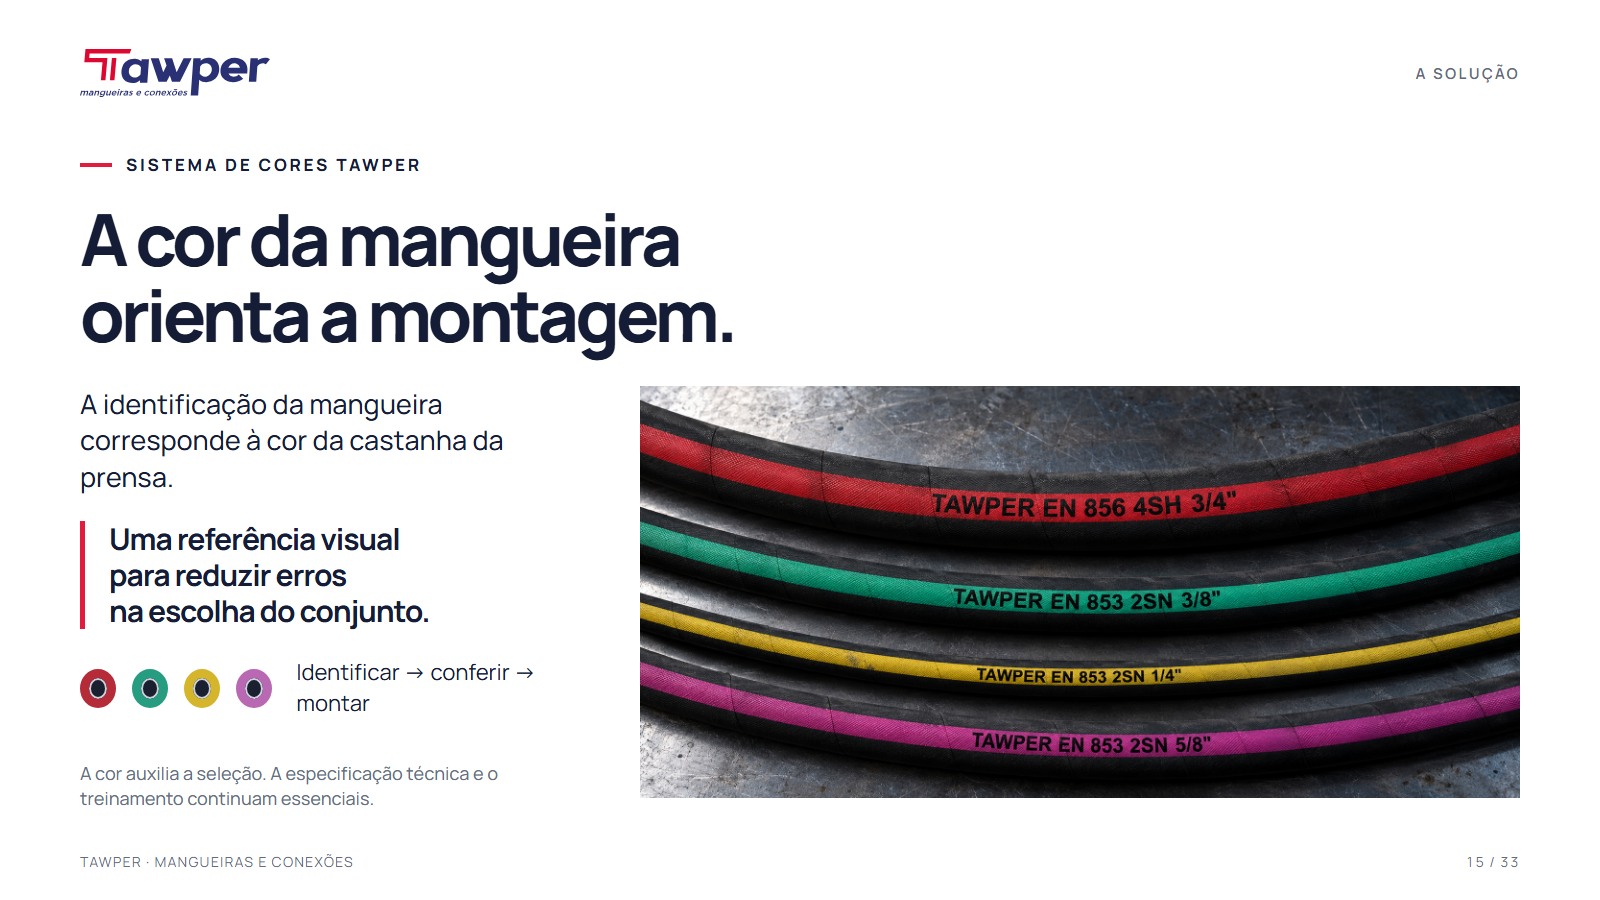 Tawper
mangueiras e conexões
A SOLUÇÃO
SISTEMA DE CORES TAWPER
A cor da mangueira
orienta a montagem.
A identificação da mangueira
corresponde à cor da castanha da
prensa.
Uma referência visual
para reduzir erros
na escolha do conjunto.
Identificar → conferir →
montar
A cor auxilia a seleção. A especificação técnica e o
treinamento continuam essenciais.
TAWPER EN 856 4SH 3/4"
TAWPER EN 853 2SN 3/8"
TAWPER EN 853 2SN 1/4"
TAWPER EN 853 2SN 5/8"
TAWPER · MANGUEIRAS E CONEXÕES
15 / 33